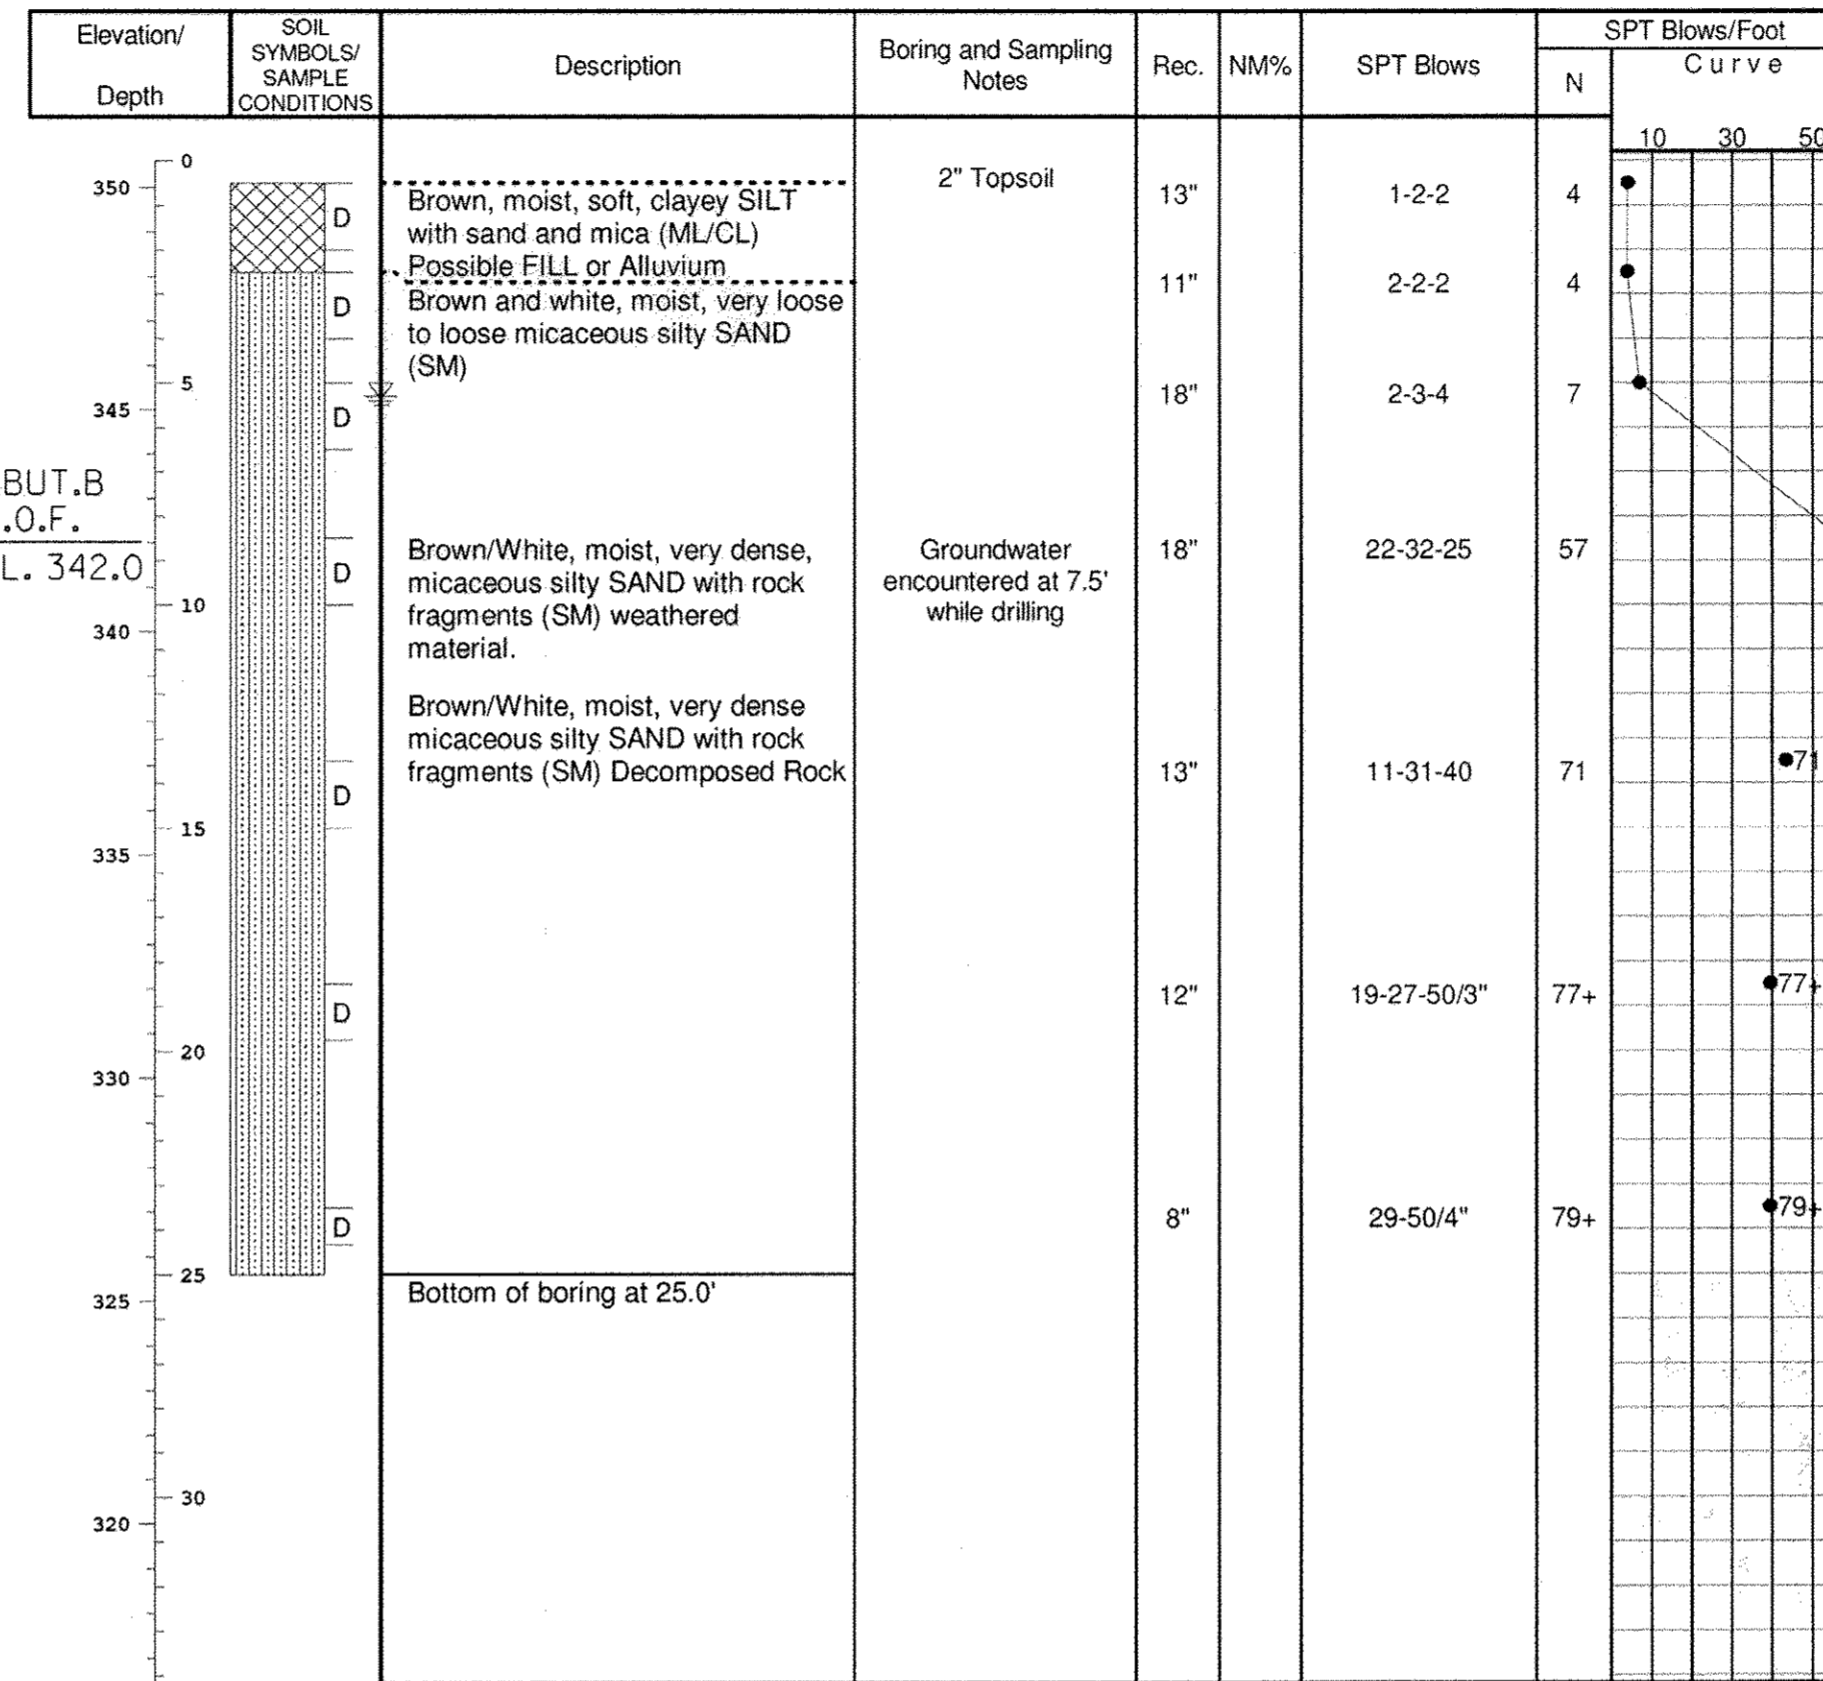 Elevation/
Depth
SOIL
SYMBOLS/
SAMPLE
CONDITIONS
Description
Boring and Sampling
Notes
Rec.
NM%
SPT Blows
SPT Blows/Foot
N
Curve
10 30 50
0
350
2" Topsoil
13"
1-2-2
4
D
Brown, moist, soft, clayey SILT
with sand and mica (ML/CL)
Possible FILL or Alluvium
11"
2-2-2
4
D
Brown and white, moist, very loose
to loose micaceous silty SAND
(SM)
5
345
D
18"
2-3-4
7
BUT.B
.O.F.
L. 342.0
D
Brown/White, moist, very dense,
micaceous silty SAND with rock
fragments (SM) weathered
material.
Groundwater
encountered at 7.5'
while drilling
18"
22-32-25
57
10
340
Brown/White, moist, very dense
micaceous silty SAND with rock
fragments (SM) Decomposed Rock
D
13"
11-31-40
71
71
15
335
D
12"
19-27-50/3"
77+
77+
20
330
D
8"
29-50/4"
79+
79+
25
325
Bottom of boring at 25.0'
30
320